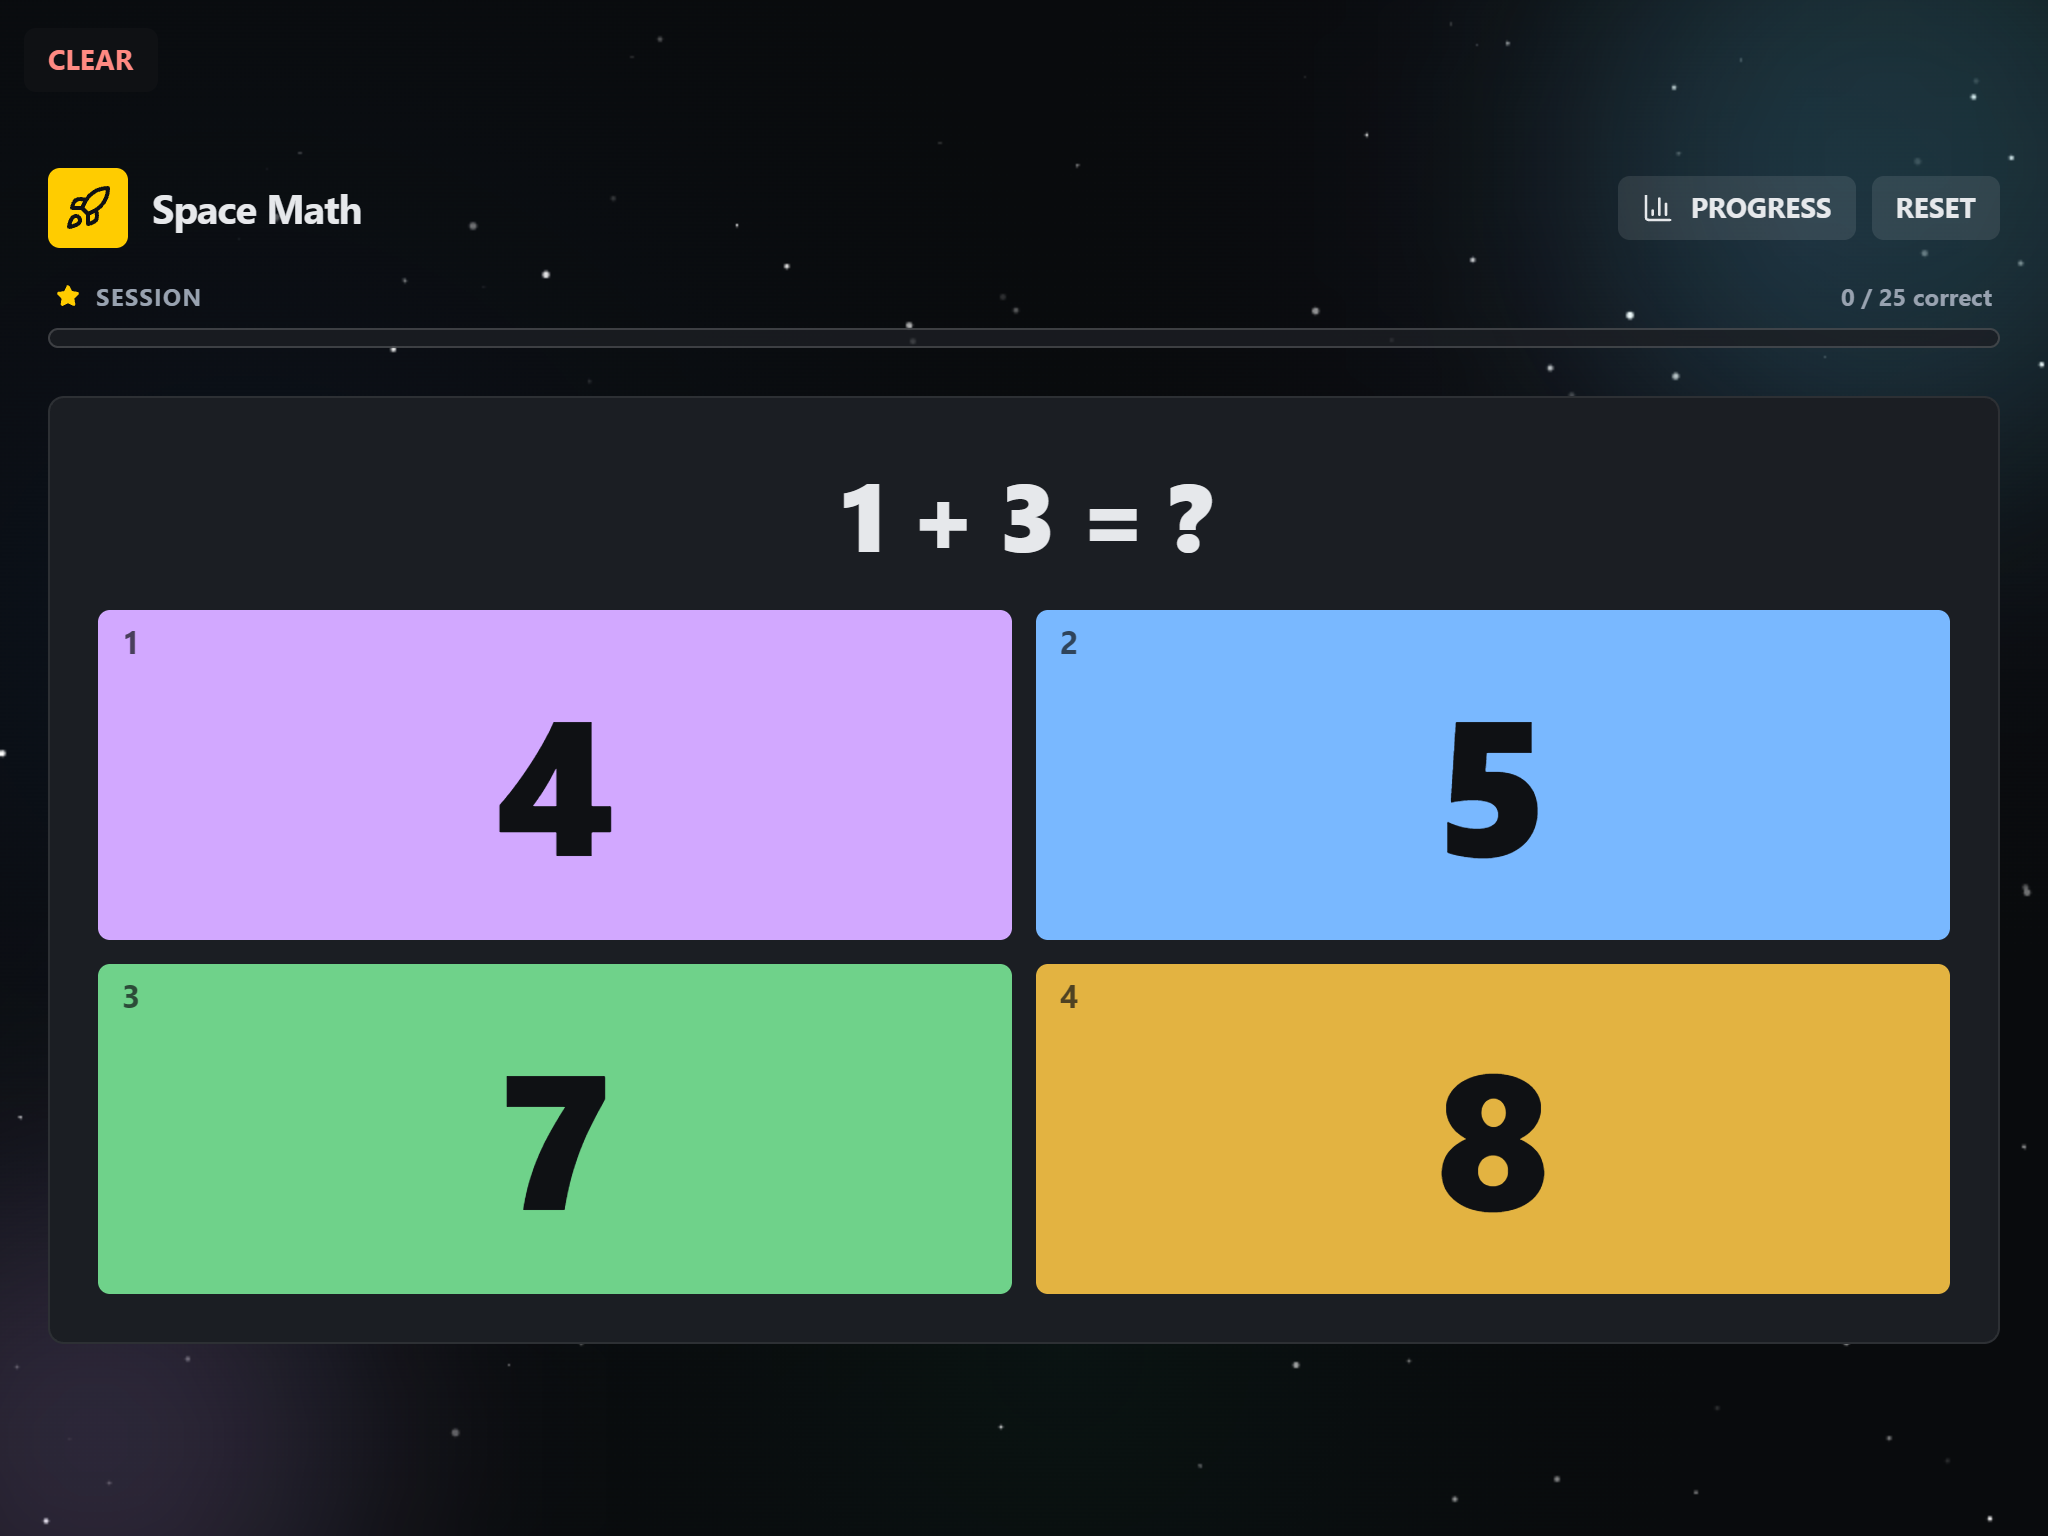 CLEAR
Space Math
PROGRESS
RESET
SESSION
0 / 25 correct
1 + 3 = ?
1
4
2
5
3
7
4
8